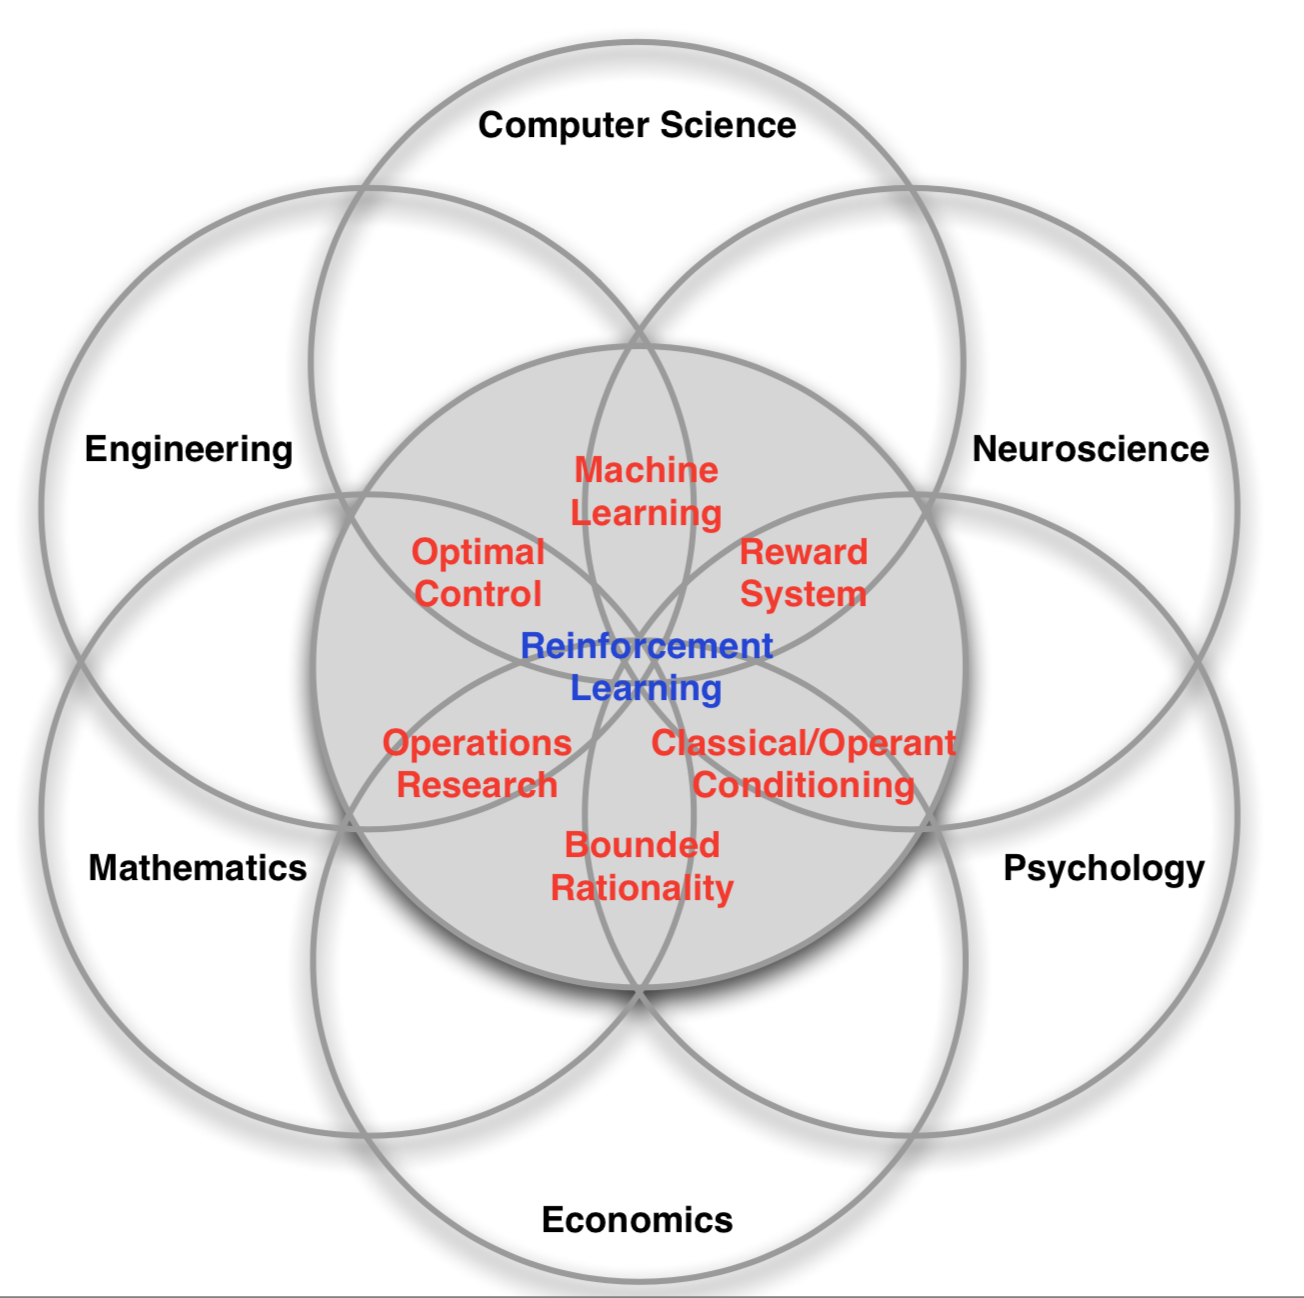 Computer Science
Engineering
Neuroscience
Machine
Learning
Optimal
Control
Reward
System
Reinforcement
Learning
Operations
Research
Classical/Operant
Conditioning
Bounded
Rationality
Mathematics
Psychology
Economics